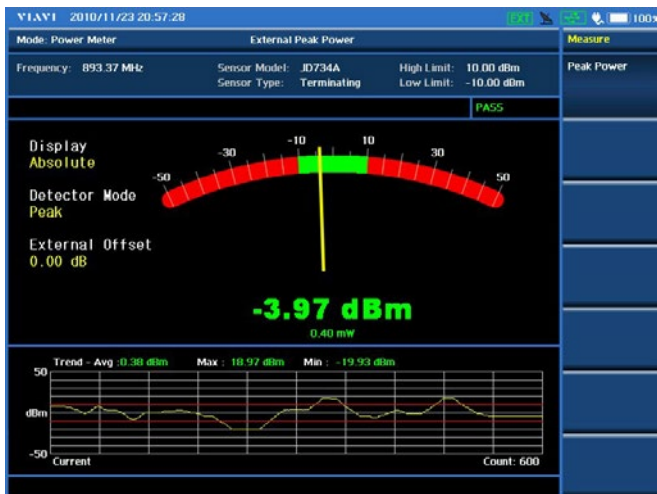 VIAVI 2010/11/23 20:57:28 [EXT] 100%
Mode: Power Meter External Peak Power Measure
Frequency: 893.37 MHz Sensor Model: JD734A High Limit: 10.00 dBm Peak Power
Sensor Type: Terminating Low Limit: -10.00 dBm
PASS
Display
Absolute
Detector Mode
Peak
External Offset
0.00 dB
-50 -30 -10 10 30 50
-3.97 dBm
0.40 mW
Trend - Avg :0.38 dBm Max : 18.97 dBm Min : -19.93 dBm
50
dBm
-50
Current Count: 600